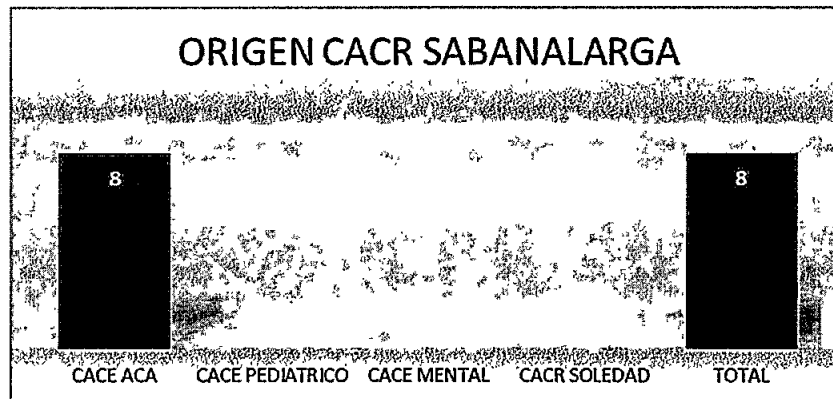 ORIGEN CACR SABANALARGA
8 8
CACE ACA CACE PEDIATRICO CACE MENTAL CACR SOLEDAD TOTAL